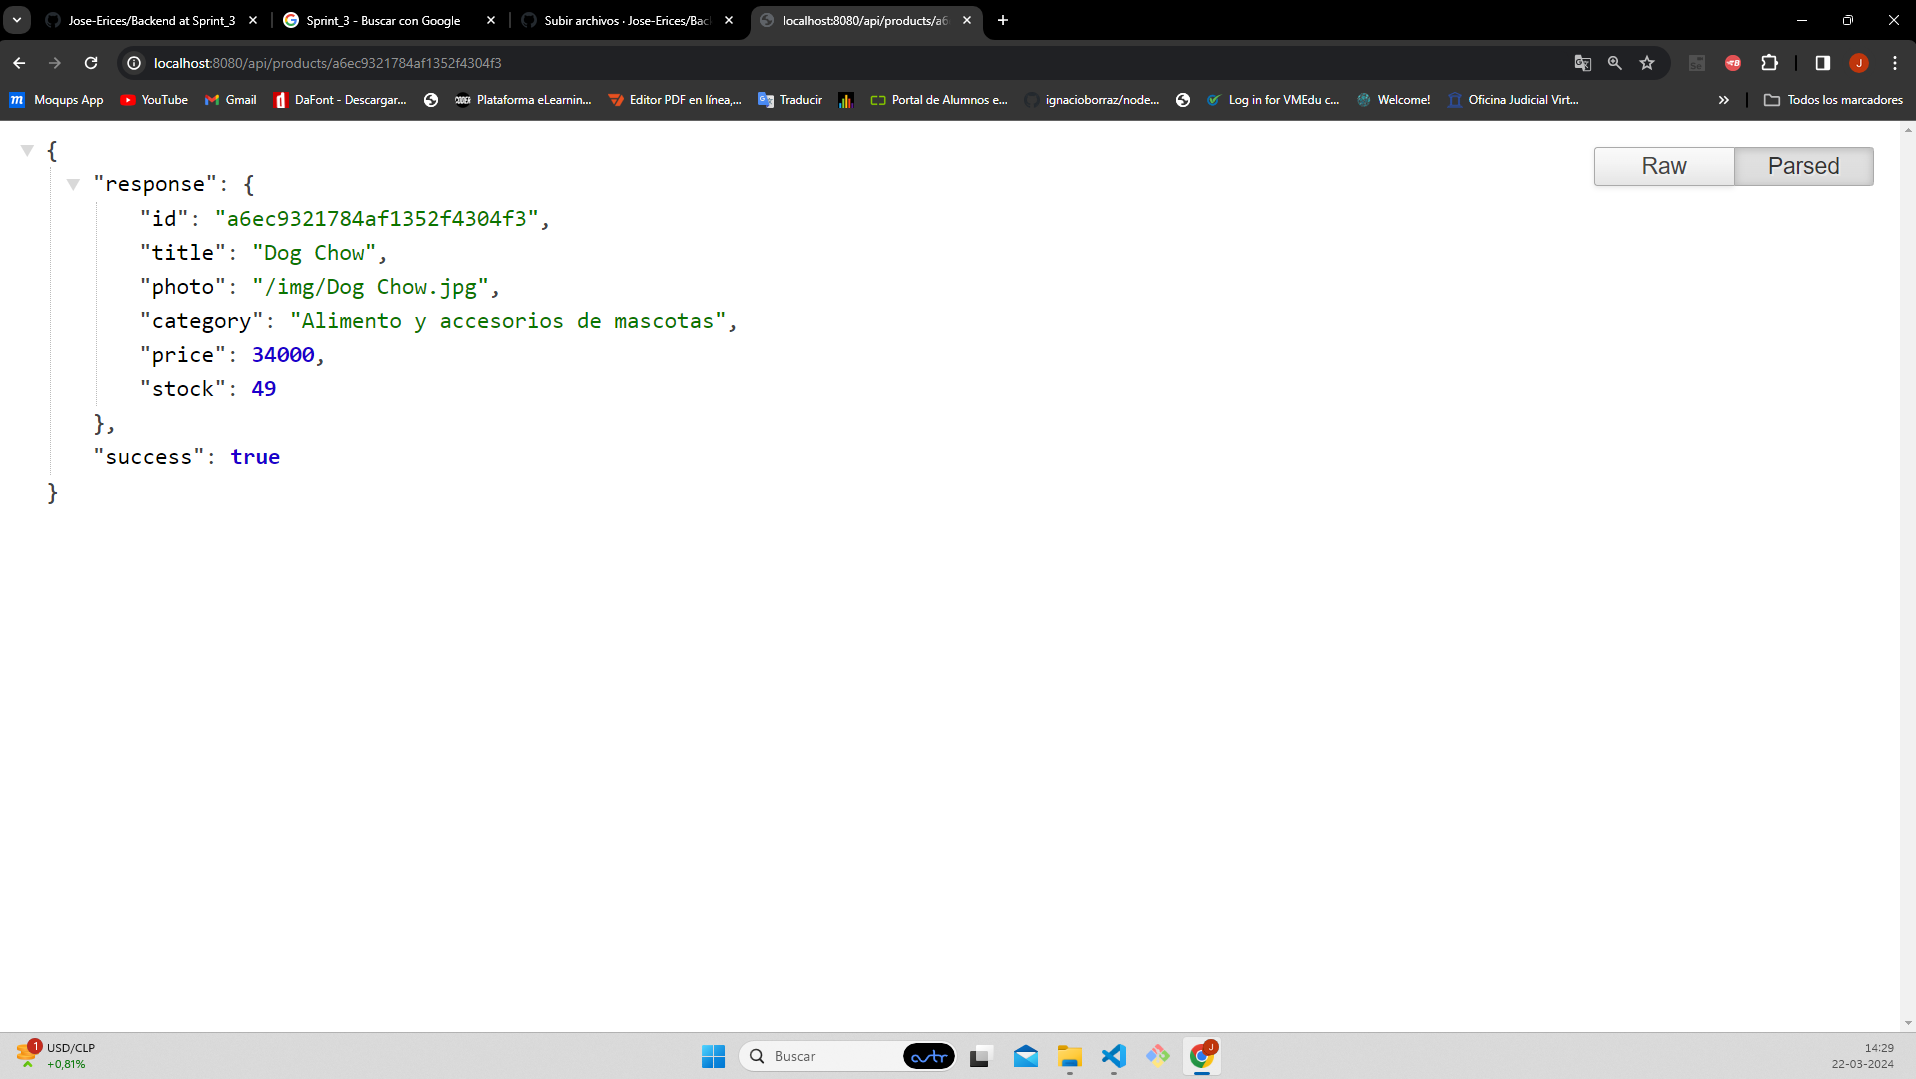 Jose-Erices/Backend at Sprint_3
Sprint_3 - Buscar con Google
Subir archivos · Jose-Erices/Bac
localhost:8080/api/products/a6
localhost:8080/api/products/a6ec9321784af1352f4304f3
Moqups App
YouTube
Gmail
DaFont - Descargar...
CODER
Plataforma eLearnin...
Editor PDF en línea,...
Traducir
Portal de Alumnos e...
ignacioborraz/node...
Log in for VMEdu c...
Welcome!
Oficina Judicial Virt...
Todos los marcadores
{
"response": {
"id": "a6ec9321784af1352f4304f3",
"title": "Dog Chow",
"photo": "/img/Dog Chow.jpg",
"category": "Alimento y accesorios de mascotas",
"price": 34000,
"stock": 49
},
"success": true
}
Raw
Parsed
1
USD/CLP
+0,81%
Buscar
J
14:29
22-03-2024